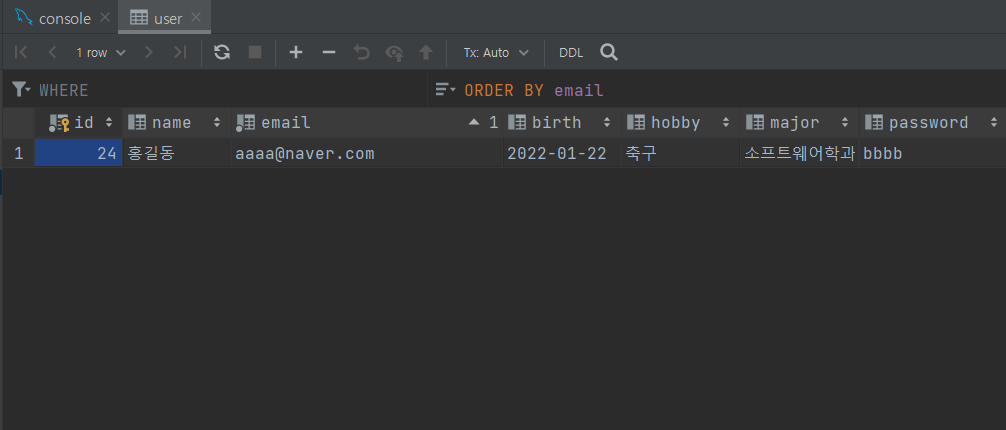 console user
1 row Tx: Auto DDL
WHERE ORDER BY email
id name email 1 birth hobby major password
1 24 홍길동 aaaa@naver.com 2022-01-22 축구 소프트웨어학과 bbbb